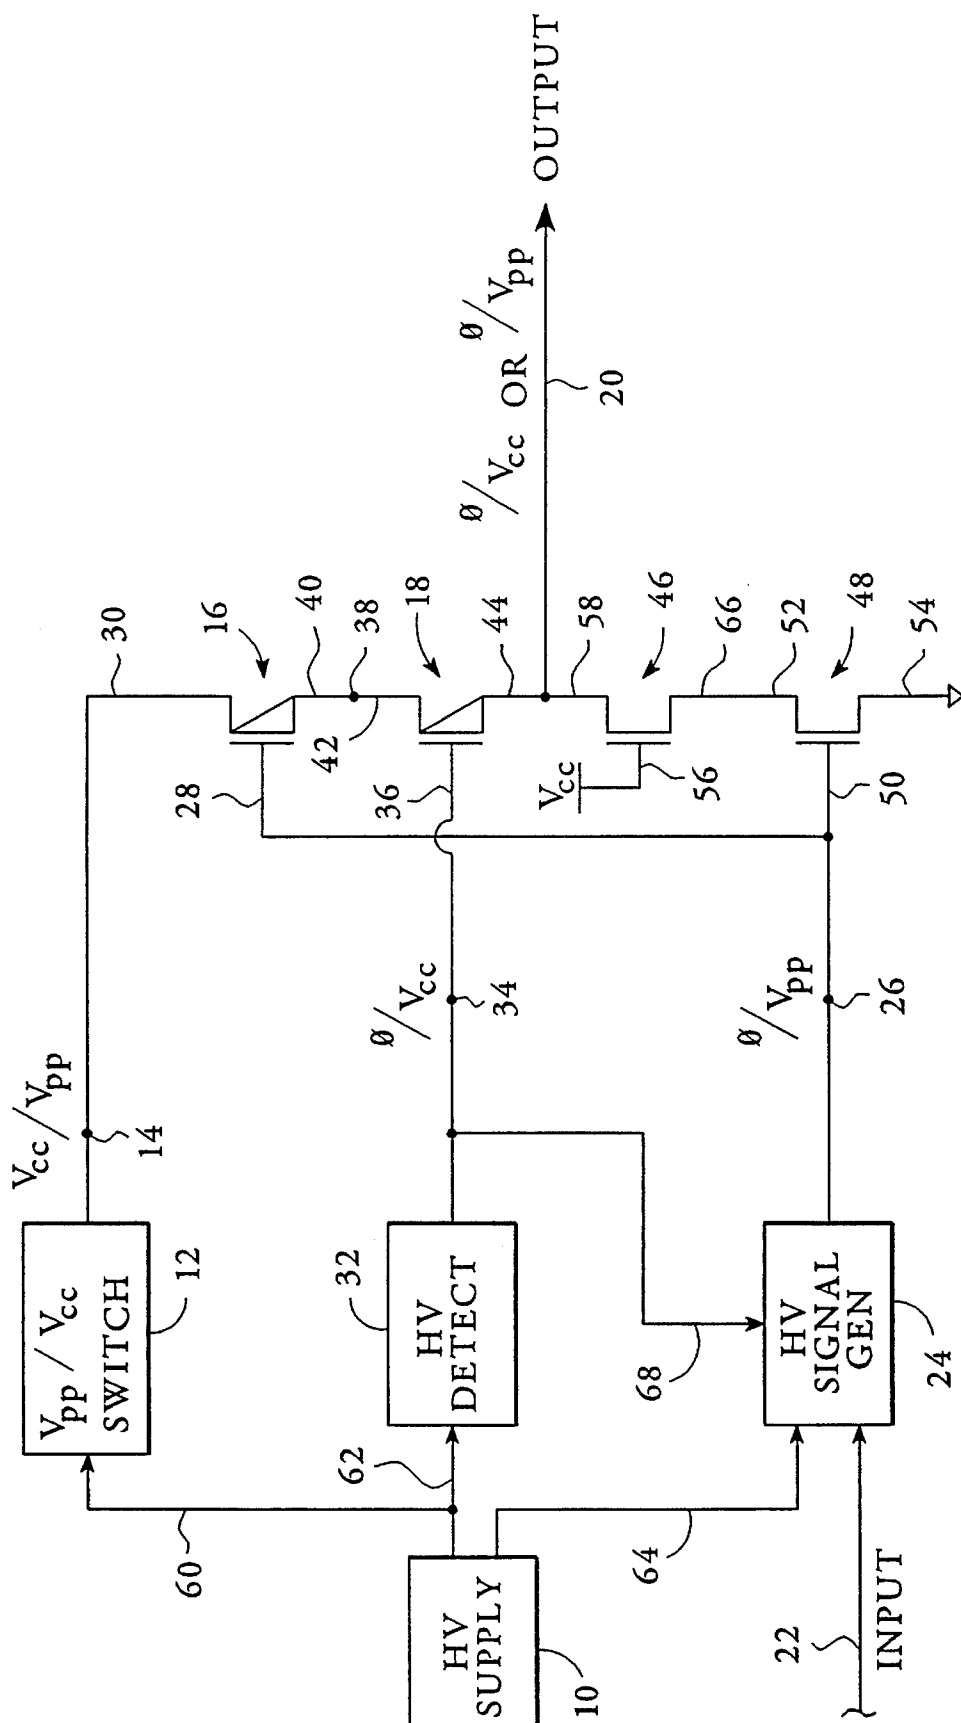 Vcc/Vpp
14
30
Vpp/Vcc
SWITCH
12
60
16
28
40
38
42
18
36
44
Ø/Vcc
34
HV
DETECT
32
62
Ø/Vcc OR Ø/Vpp
20
OUTPUT
58
46
Vcc
56
66
52
48
50
54
HV
SUPPLY
10
64
68
Ø/Vpp
26
HV
SIGNAL
GEN
24
22
INPUT